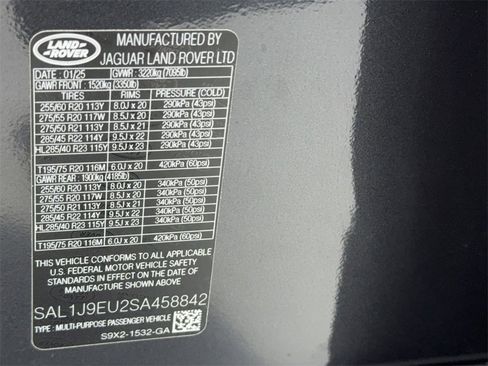 LAND ROVER
MANUFACTURED BY
JAGUAR LAND ROVER LTD
DATE : 01/25 GVWR : 3220kg (7095lb)
GAWR FRONT : 1520kg (3350lb)
TIRES RIMS PRESSURE (COLD)
255/60 R20 113Y 8.0J x 20 290kPa (43psi)
275/55 R20 117W 8.0J x 20 290kPa (43psi)
275/50 R21 113Y 8.5J x 21 290kPa (43psi)
285/45 R22 114Y 9.5J x 22 290kPa (43psi)
HL285/40 R23 115Y 9.5J x 23 290kPa (43psi)
T195/75 R20 116M 6.0J x 20 420kPa (60psi)
GAWR REAR : 1900kg (4185lb)
255/60 R20 113Y 8.0J x 20 340kPa (50psi)
275/55 R20 117W 8.0J x 20 340kPa (50psi)
275/50 R21 113Y 8.5J x 21 340kPa (50psi)
285/45 R22 114Y 9.5J x 22 340kPa (50psi)
HL285/40 R23 115Y 9.5J x 23 340kPa (50psi)
T195/75 R20 116M 6.0J x 20 420kPa (60psi)
THIS VEHICLE CONFORMS TO ALL APPLICABLE
U.S. FEDERAL MOTOR VEHICLE SAFETY
STANDARDS IN EFFECT ON THE DATE OF
MANUFACTURE SHOWN ABOVE
SAL1J9EU2SA458842
TYPE: MULTI-PURPOSE PASSENGER VEHICLE
S9X2-1532-GA